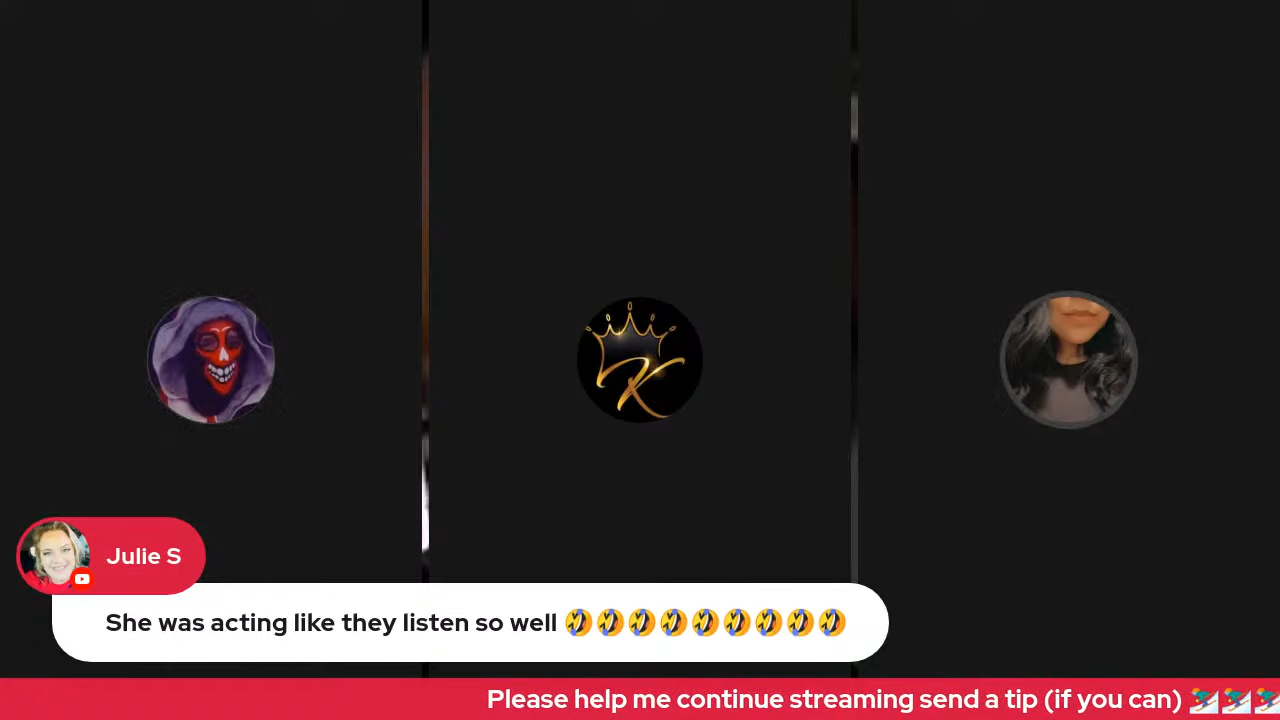 K
Julie S
She was acting like they listen so well 🤣🤣🤣🤣🤣🤣🤣🤣🤣
Please help me continue streaming send a tip (if you can) ⛷⛷⛷